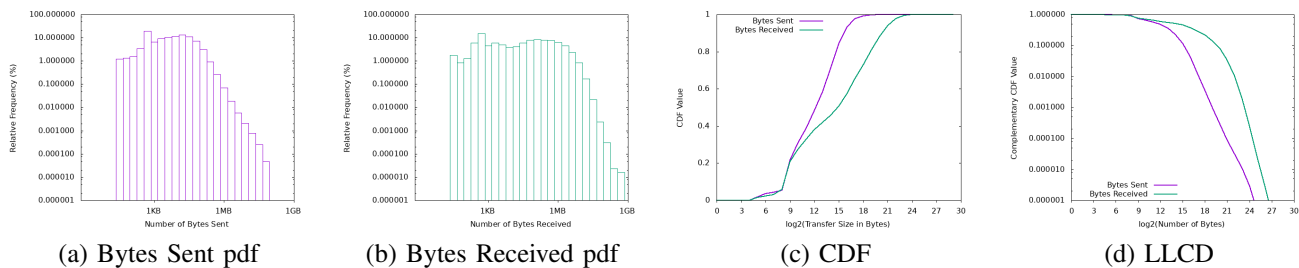 100.000000
10.000000
1.000000
0.100000
0.010000
0.001000
0.000100
0.000010
0.000001
Relative Frequency (%)
1KB 1MB 1GB
Number of Bytes Sent
(a) Bytes Sent pdf
100.000000
10.000000
1.000000
0.100000
0.010000
0.001000
0.000100
0.000010
0.000001
Relative Frequency (%)
1KB 1MB 1GB
Number of Bytes Received
(b) Bytes Received pdf
1
0.8
0.6
0.4
0.2
0
CDF Value
Bytes Sent
Bytes Received
0 3 6 9 12 15 18 21 24 27 30
log2(Transfer Size in Bytes)
(c) CDF
1.000000
0.100000
0.010000
0.001000
0.000100
0.000010
0.000001
Complementary CDF Value
Bytes Sent
Bytes Received
0 3 6 9 12 15 18 21 24 27 30
log2(Number of Bytes)
(d) LLCD